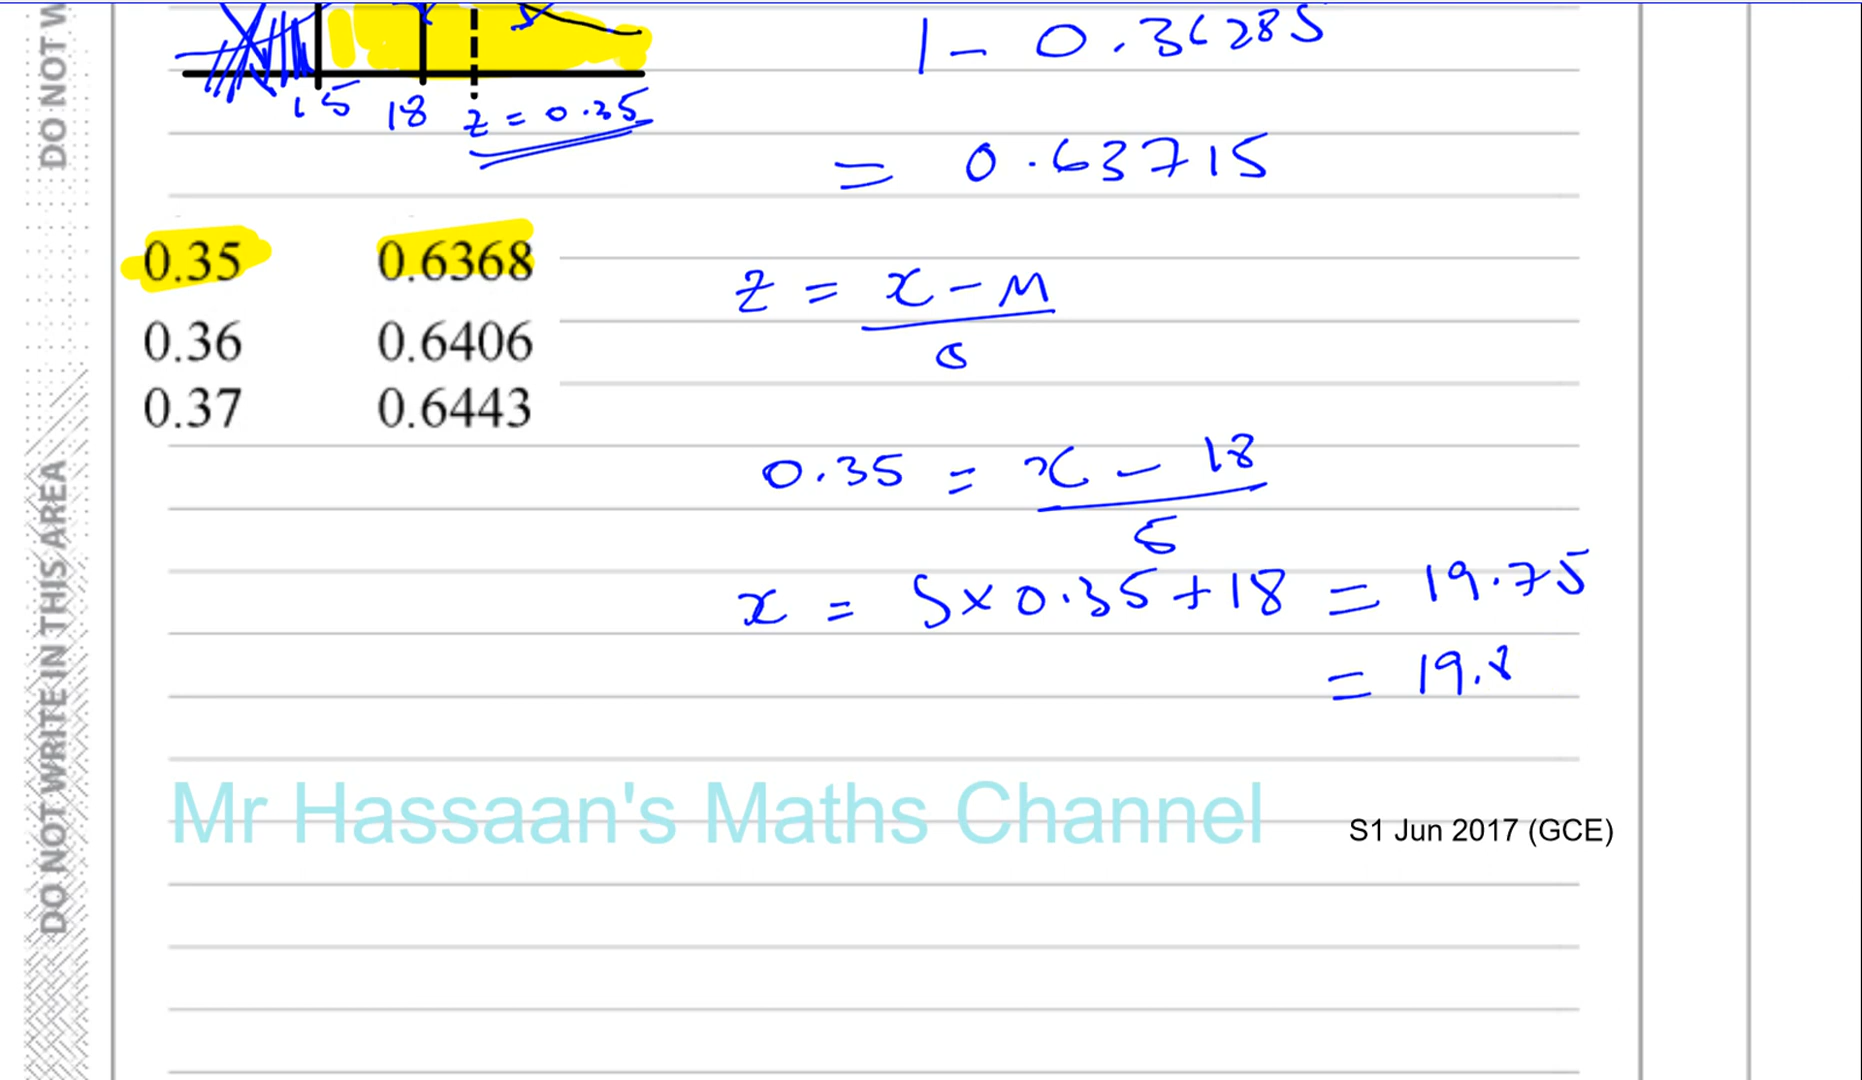 1 - 0.36285
15 18 z = 0.35
= 0.63715
0.35 0.6368
0.36 0.6406
0.37 0.6443
z = x - μ / σ
0.35 = x - 18 / 5
x = 5 × 0.35 + 18 = 19.75
= 19.8
Mr Hassaan's Maths Channel
S1 Jun 2017 (GCE)
DO NOT W
DO NOT WRITE IN THIS AREA